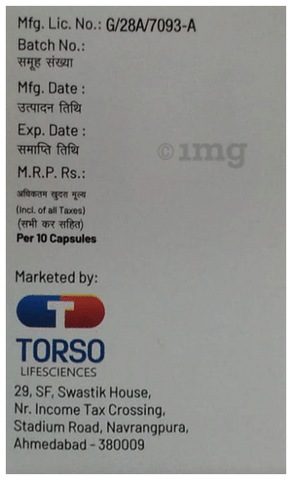 Mfg. Lic. No.: G/28A/7093-A
Batch No.:
समूह संख्या
Mfg. Date :
उत्पादन तिथि
Exp. Date :
समाप्ति तिथि
©1mg
M.R.P. Rs.:
अधिकतम खुदरा मूल्य
(Incl. of all Taxes)
(सभी कर सहित)
Per 10 Capsules
Marketed by:
T
TORSO
LIFESCIENCES
29, SF, Swastik House,
Nr. Income Tax Crossing,
Stadium Road, Navrangpura,
Ahmedabad - 380009